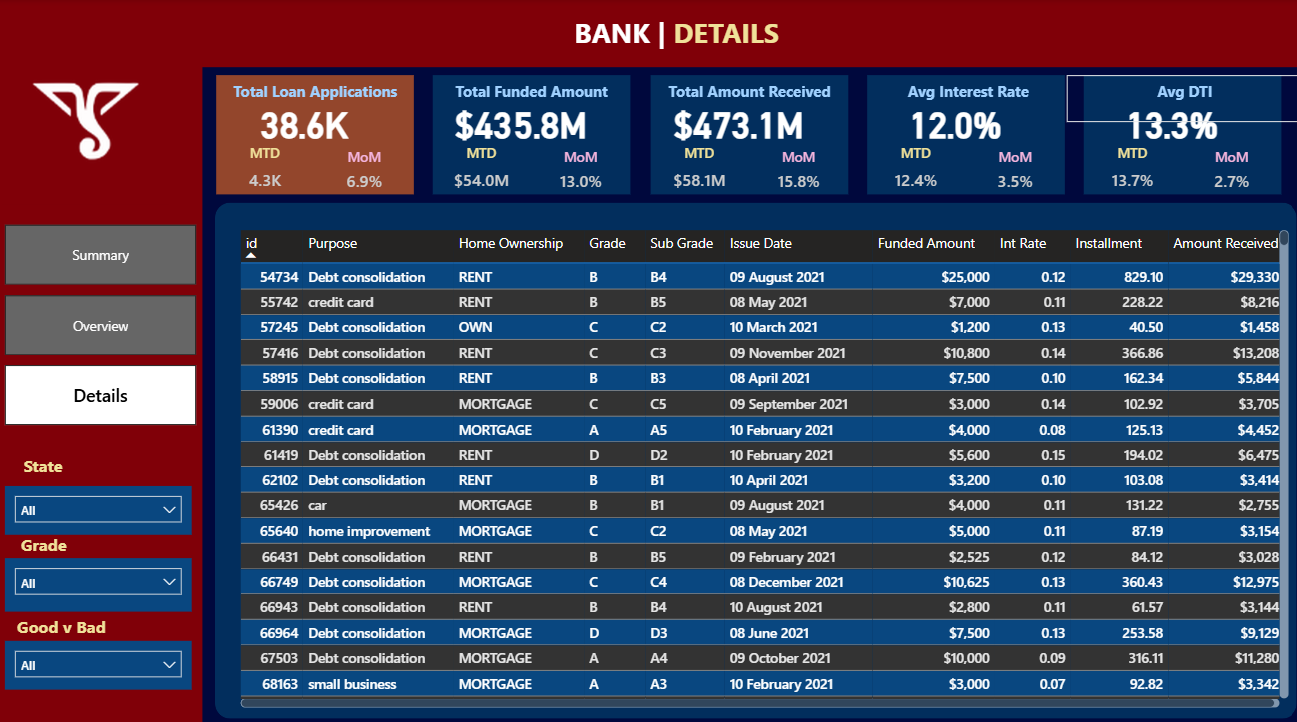 BANK | DETAILS
Total Loan Applications
38.6K
MTD MoM
4.3K 6.9%
Total Funded Amount
$435.8M
MTD MoM
$54.0M 13.0%
Total Amount Received
$473.1M
MTD MoM
$58.1M 15.8%
Avg Interest Rate
12.0%
MTD MoM
12.4% 3.5%
Avg DTI
13.3%
MTD MoM
13.7% 2.7%
Summary
Overview
Details
State
All
Grade
All
Good v Bad
All
id Purpose Home Ownership Grade Sub Grade Issue Date Funded Amount Int Rate Installment Amount Received
54734 Debt consolidation RENT B B4 09 August 2021 $25,000 0.12 829.10 $29,330
55742 credit card RENT B B5 08 May 2021 $7,000 0.11 228.22 $8,216
57245 Debt consolidation OWN C C2 10 March 2021 $1,200 0.13 40.50 $1,458
57416 Debt consolidation RENT C C3 09 November 2021 $10,800 0.14 366.86 $13,208
58915 Debt consolidation RENT B B3 08 April 2021 $7,500 0.10 162.34 $5,844
59006 credit card MORTGAGE C C5 09 September 2021 $3,000 0.14 102.92 $3,705
61390 credit card MORTGAGE A A5 10 February 2021 $4,000 0.08 125.13 $4,452
61419 Debt consolidation RENT D D2 10 February 2021 $5,600 0.15 194.02 $6,475
62102 Debt consolidation RENT B B1 10 April 2021 $3,200 0.10 103.08 $3,414
65426 car MORTGAGE B B1 09 August 2021 $4,000 0.11 131.22 $2,755
65640 home improvement MORTGAGE C C2 08 May 2021 $5,000 0.11 87.19 $3,154
66431 Debt consolidation RENT B B5 09 February 2021 $2,525 0.12 84.12 $3,028
66749 Debt consolidation MORTGAGE C C4 08 December 2021 $10,625 0.13 360.43 $12,975
66943 Debt consolidation RENT B B4 10 August 2021 $2,800 0.11 61.57 $3,144
66964 Debt consolidation MORTGAGE D D3 08 June 2021 $7,500 0.13 253.58 $9,129
67503 Debt consolidation MORTGAGE A A4 09 October 2021 $10,000 0.09 316.11 $11,280
68163 small business MORTGAGE A A3 10 February 2021 $3,000 0.07 92.82 $3,342